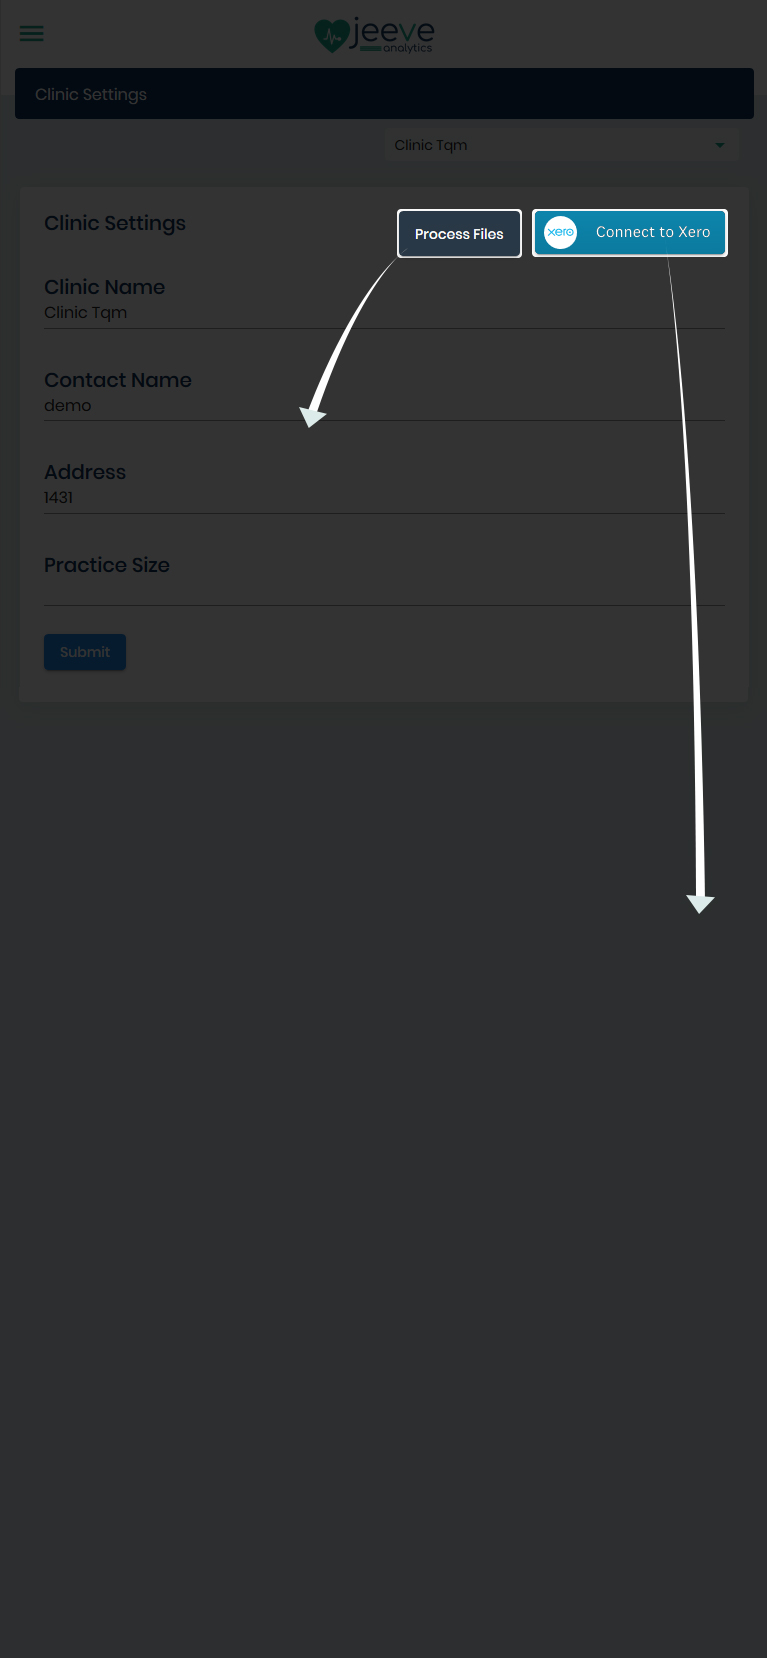 jeeve
analytics
Clinic Settings
Clinic Tqm
Clinic Settings
Process Files
xero Connect to Xero
Clinic Name
Clinic Tqm
Contact Name
demo
Address
1431
Practice Size
Submit